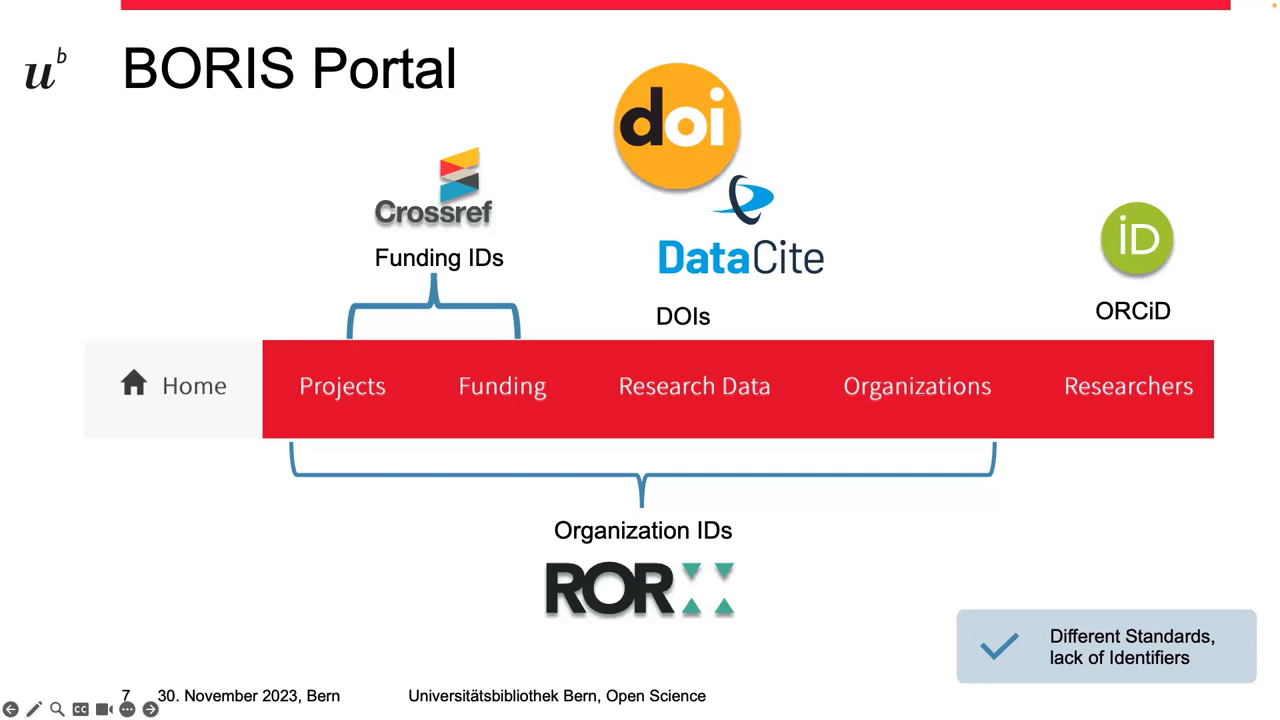 u b
BORIS Portal
doi
Crossref
Funding IDs
DataCite
DOIs
iD
ORCiD
Home
Projects
Funding
Research Data
Organizations
Researchers
Organization IDs
ROR
Different Standards,
lack of Identifiers
7
30. November 2023, Bern
Universitätsbibliothek Bern, Open Science
CC